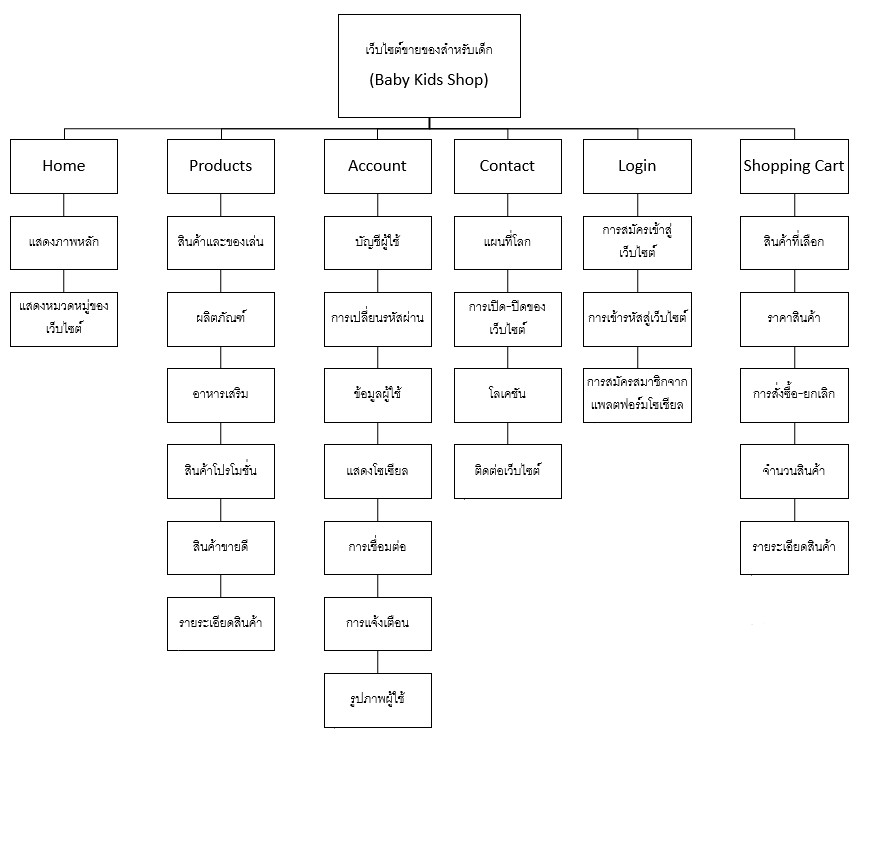 เว็บไซต์ขายของสำหรับเด็ก
(Baby Kids Shop)
Home
Products
Account
Contact
Login
Shopping Cart
แสดงภาพหลัก
สินค้าและของเล่น
บัญชีผู้ใช้
แผนที่โลก
การสมัครเข้าสู่
เว็บไซต์
สินค้าที่เลือก
แสดงหมวดหมู่ของ
เว็บไซต์
ผลิตภัณฑ์
การเปลี่ยนรหัสผ่าน
การเปิด-ปิดของ
เว็บไซต์
การเข้ารหัสสู่เว็บไซต์
ราคาสินค้า
อาหารเสริม
ข้อมูลผู้ใช้
โลเคชัน
การสมัครสมาชิกจาก
แพลตฟอร์มโซเชียล
การสั่งซื้อ-ยกเลิก
สินค้าโปรโมชั่น
แสดงโซเชียล
ติดต่อเว็บไซต์
จำนวนสินค้า
สินค้าขายดี
การเชื่อมต่อ
รายระเอียดสินค้า
รายระเอียดสินค้า
การแจ้งเตือน
รูปภาพผู้ใช้